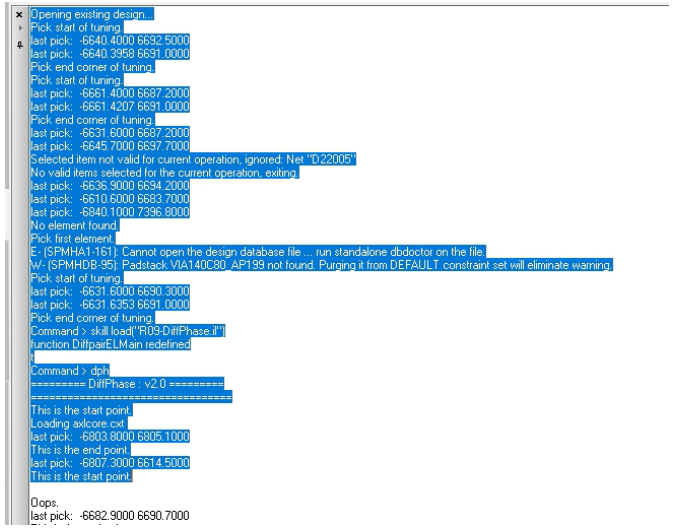 Opening existing design...
Pick start of tuning.
last pick:  -6640.4000 6692.5000
last pick:  -6640.3958 6691.0000
Pick end corner of tuning.
Pick start of tuning.
last pick:  -6661.4000 6687.2000
last pick:  -6661.4207 6691.0000
Pick end corner of tuning.
last pick:  -6631.6000 6687.2000
last pick:  -6645.7000 6697.7000
Selected item not valid for current operation, ignored: Net "D22005"
No valid items selected for the current operation, exiting.
last pick:  -6636.9000 6694.2000
last pick:  -6610.6000 6683.7000
last pick:  -6840.1000 7396.8000
No element found.
Pick first element.
E- (SPMHA1-161): Cannot open the design database file ... run standalone dbdoctor on the file.
W- (SPMHDB-95): Padstack VIA140C80_AP199 not found. Purging it from DEFAULT constraint set will eliminate warning.
Pick start of tuning.
last pick:  -6631.6000 6690.3000
last pick:  -6631.6353 6691.0000
Pick end corner of tuning.
Command > skill load("R09-DiffPhase.il")
function DiffpairELMain redefined
t
Command > dph
========= DiffPhase : v2.0 =========
=================================
This is the start point.
Loading axlcore.cxt
last pick:  -6803.8000 6805.1000
This is the end point.
last pick:  -6807.3000 6614.5000
This is the start point.
Oops.
last pick:  -6682.9000 6690.7000